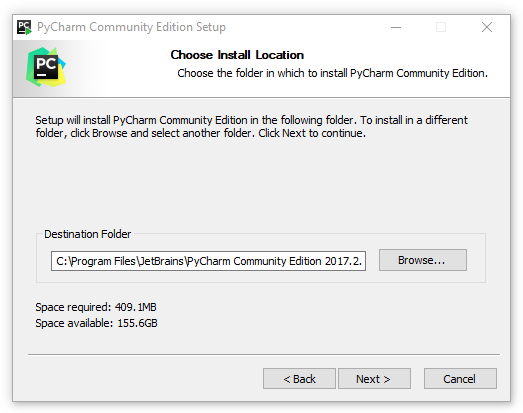 PyCharm Community Edition Setup
PC
Choose Install Location
Choose the folder in which to install PyCharm Community Edition.
PC
Setup will install PyCharm Community Edition in the following folder. To install in a different
folder, click Browse and select another folder. Click Next to continue.
Destination Folder
C:\Program Files\JetBrains\PyCharm Community Edition 2017.2.
Browse...
Space required: 409.1MB
Space available: 155.6GB
< Back
Next >
Cancel